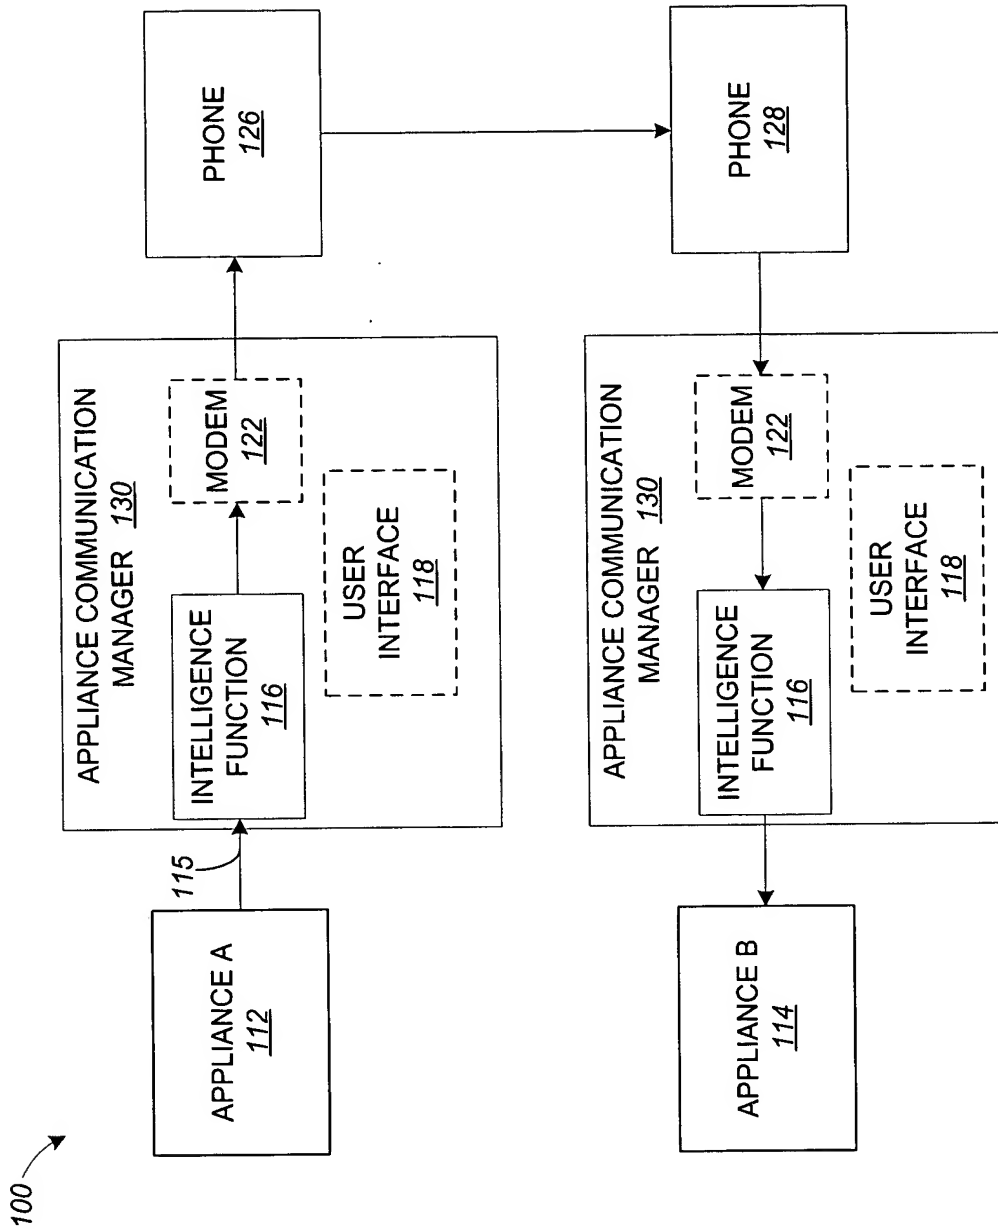 100
APPLIANCE A
112
115
APPLIANCE COMMUNICATION
MANAGER 130
INTELLIGENCE
FUNCTION
116
MODEM
122
USER
INTERFACE
118
PHONE
126
APPLIANCE B
114
APPLIANCE COMMUNICATION
MANAGER 130
INTELLIGENCE
FUNCTION
116
MODEM
122
USER
INTERFACE
118
PHONE
128